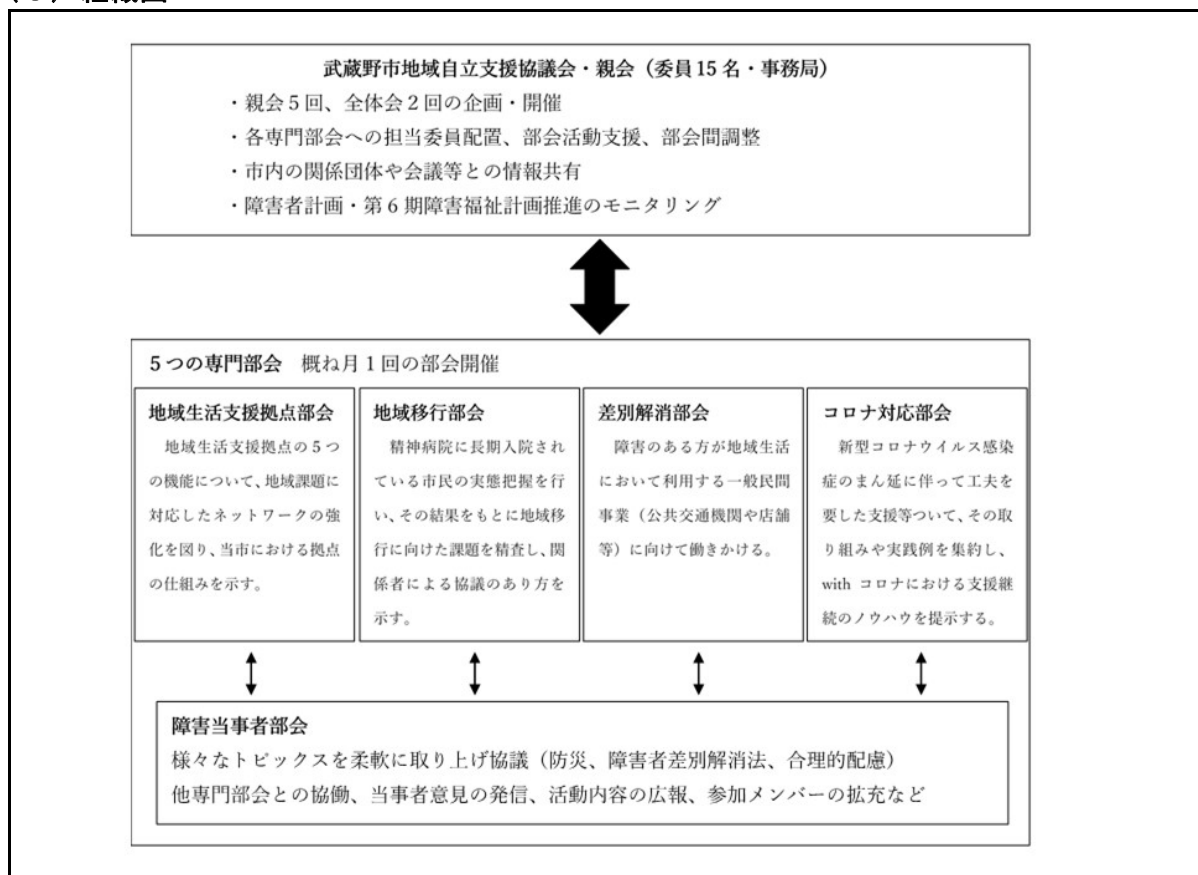 武蔵野市地域自立支援協議会・親会（委員15名・事務局）
・親会5回、全体会2回の企画・開催
・各専門部会への担当委員配置、部会活動支援、部会間調整
・市内の関係団体や会議等との情報共有
・障害者計画・第6期障害福祉計画推進のモニタリング
5つの専門部会　概ね月1回の部会開催
地域生活支援拠点部会
地域生活支援拠点の5つ
の機能について、地域課題に
対応したネットワークの強
化を図り、当市における拠点
の仕組みを示す。
地域移行部会
精神病院に長期入院され
ている市民の実態把握を行
い、その結果をもとに地域移
行に向けた課題を精査し、関
係者による協議のあり方を
示す。
差別解消部会
障害のある方が地域生活
において利用する一般民間
事業（公共交通機関や店舗
等）に向けて働きかける。
コロナ対応部会
新型コロナウイルス感染
症のまん延に伴って工夫を
要した支援等ついて、その取
り組みや実践例を集約し、
with コロナにおける支援継
続のノウハウを提示する。
障害当事者部会
様々なトピックスを柔軟に取り上げ協議（防災、障害者差別解消法、合理的配慮）
他専門部会との協働、当事者意見の発信、活動内容の広報、参加メンバーの拡充など